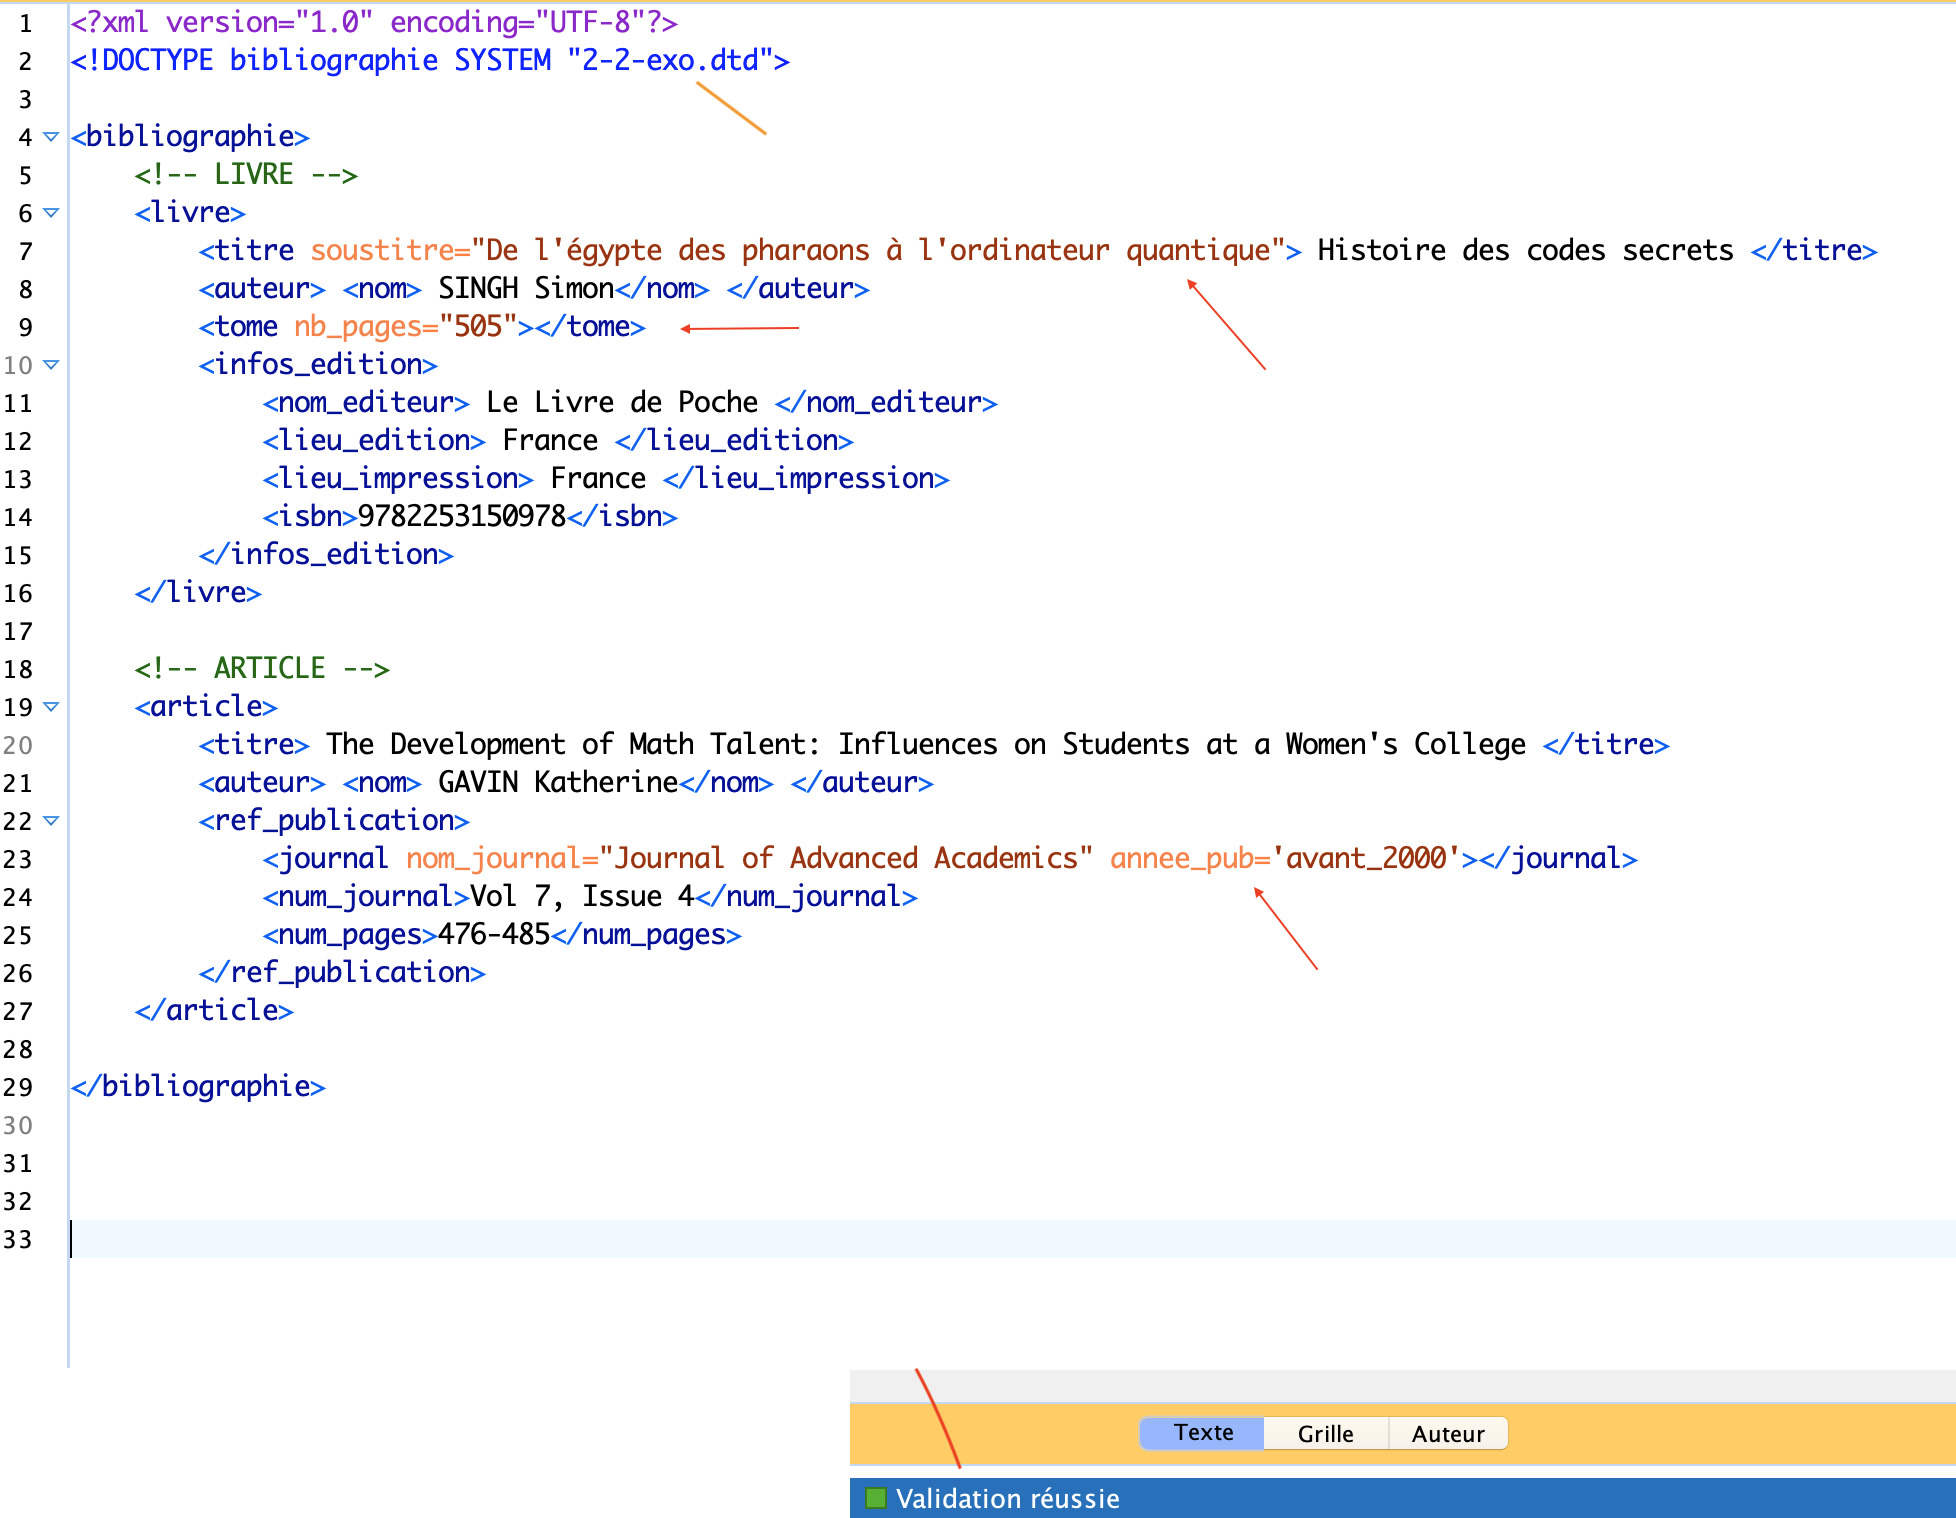 1 <?xml version="1.0" encoding="UTF-8"?>
2 <!DOCTYPE bibliographie SYSTEM "2-2-exo.dtd">
3
4 <bibliographie>
5 <!-- LIVRE -->
6 <livre>
7 <titre soustitre="De l'égypte des pharaons à l'ordinateur quantique"> Histoire des codes secrets </titre>
8 <auteur> <nom> SINGH Simon</nom> </auteur>
9 <tome nb_pages="505"></tome>
10 <infos_edition>
11 <nom_editeur> Le Livre de Poche </nom_editeur>
12 <lieu_edition> France </lieu_edition>
13 <lieu_impression> France </lieu_impression>
14 <isbn>9782253150978</isbn>
15 </infos_edition>
16 </livre>
17
18 <!-- ARTICLE -->
19 <article>
20 <titre> The Development of Math Talent: Influences on Students at a Women's College </titre>
21 <auteur> <nom> GAVIN Katherine</nom> </auteur>
22 <ref_publication>
23 <journal nom_journal="Journal of Advanced Academics" annee_pub='avant_2000'></journal>
24 <num_journal>Vol 7, Issue 4</num_journal>
25 <num_pages>476-485</num_pages>
26 </ref_publication>
27 </article>
28
29 </bibliographie>
30
31
32
33
Texte Grille Auteur
Validation réussie